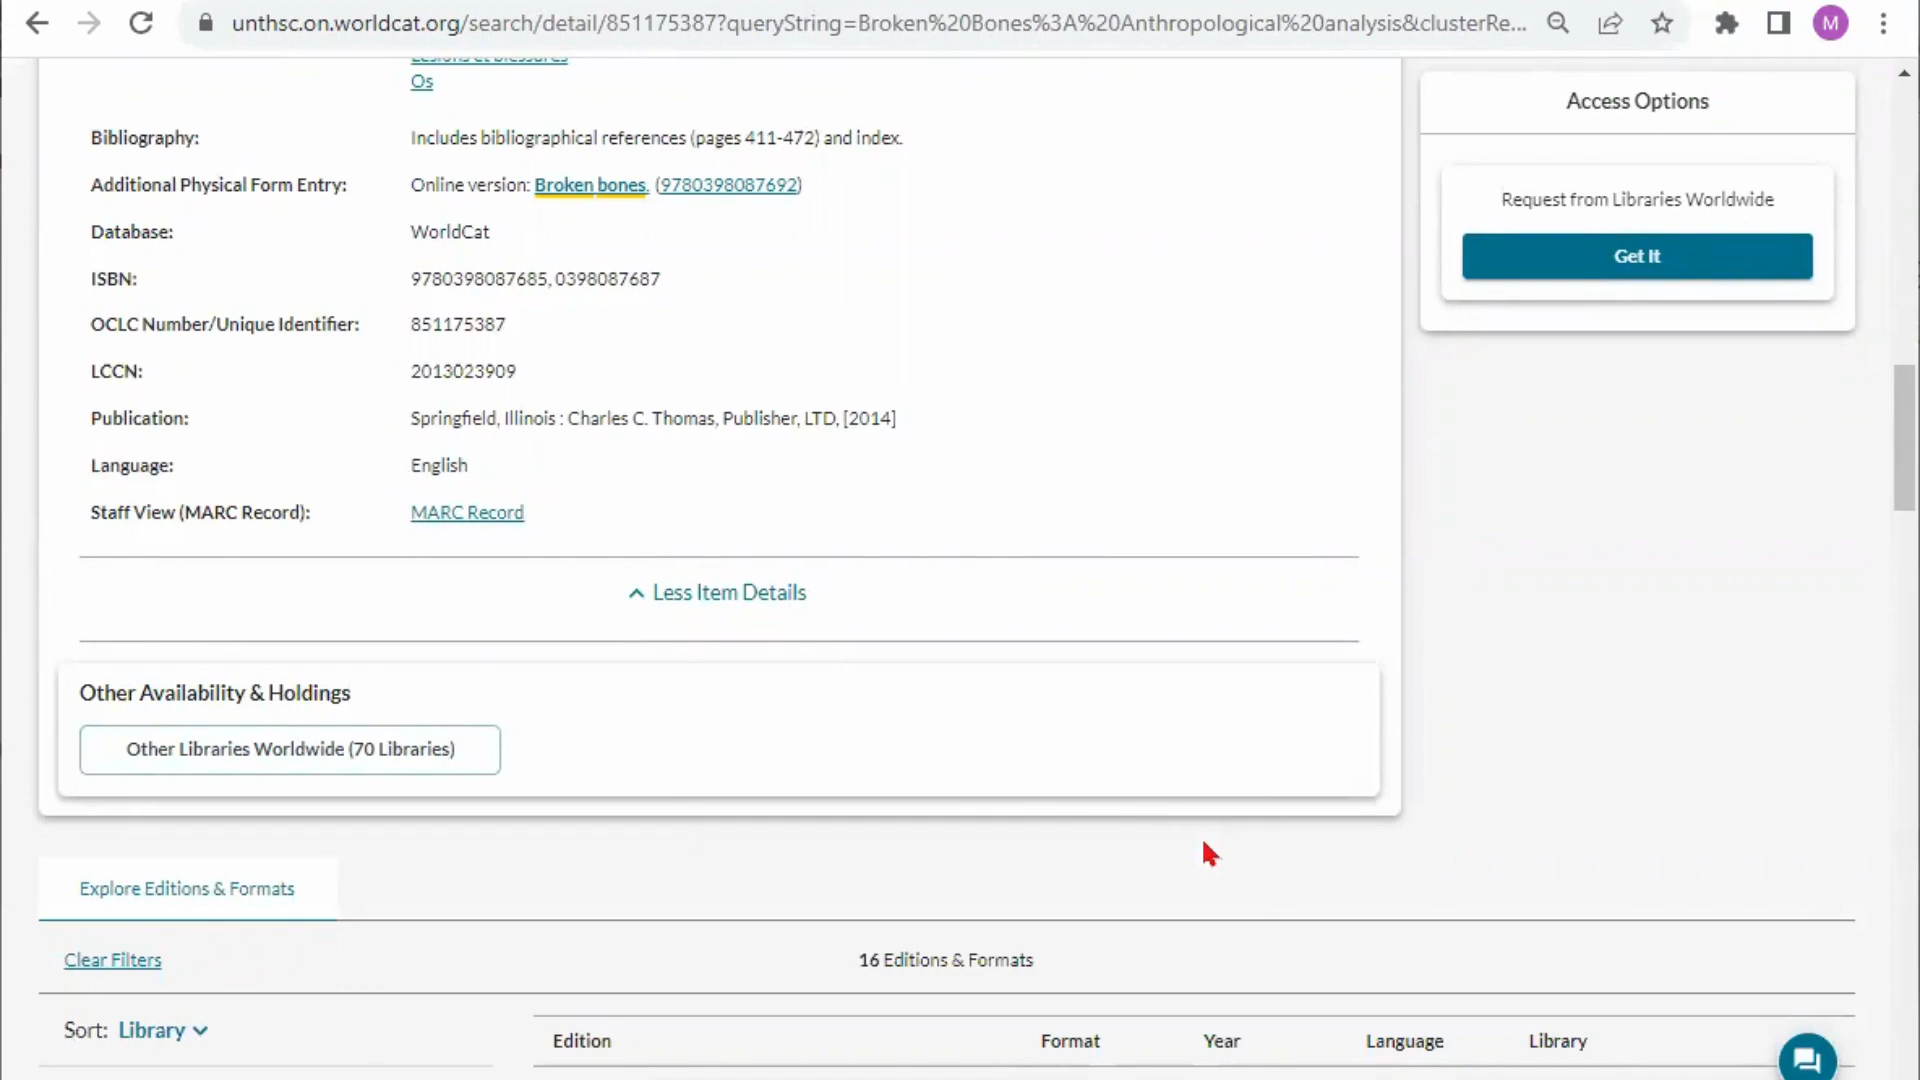 unthsc.on.worldcat.org/search/detail/851175387?queryString=Broken%20Bones%3A%20Anthropological%20analysis&clusterRe...
M
Lésions et blessures
Os
Access Options
Bibliography: Includes bibliographical references (pages 411-472) and index.
Additional Physical Form Entry: Online version: Broken bones. (9780398087692)
Request from Libraries Worldwide
Database: WorldCat
Get It
ISBN: 9780398087685, 0398087687
OCLC Number/Unique Identifier: 851175387
LCCN: 2013023909
Publication: Springfield, Illinois : Charles C. Thomas, Publisher, LTD, [2014]
Language: English
Staff View (MARC Record): MARC Record
Less Item Details
Other Availability & Holdings
Other Libraries Worldwide (70 Libraries)
Explore Editions & Formats
Clear Filters
16 Editions & Formats
Sort: Library
Edition Format Year Language Library